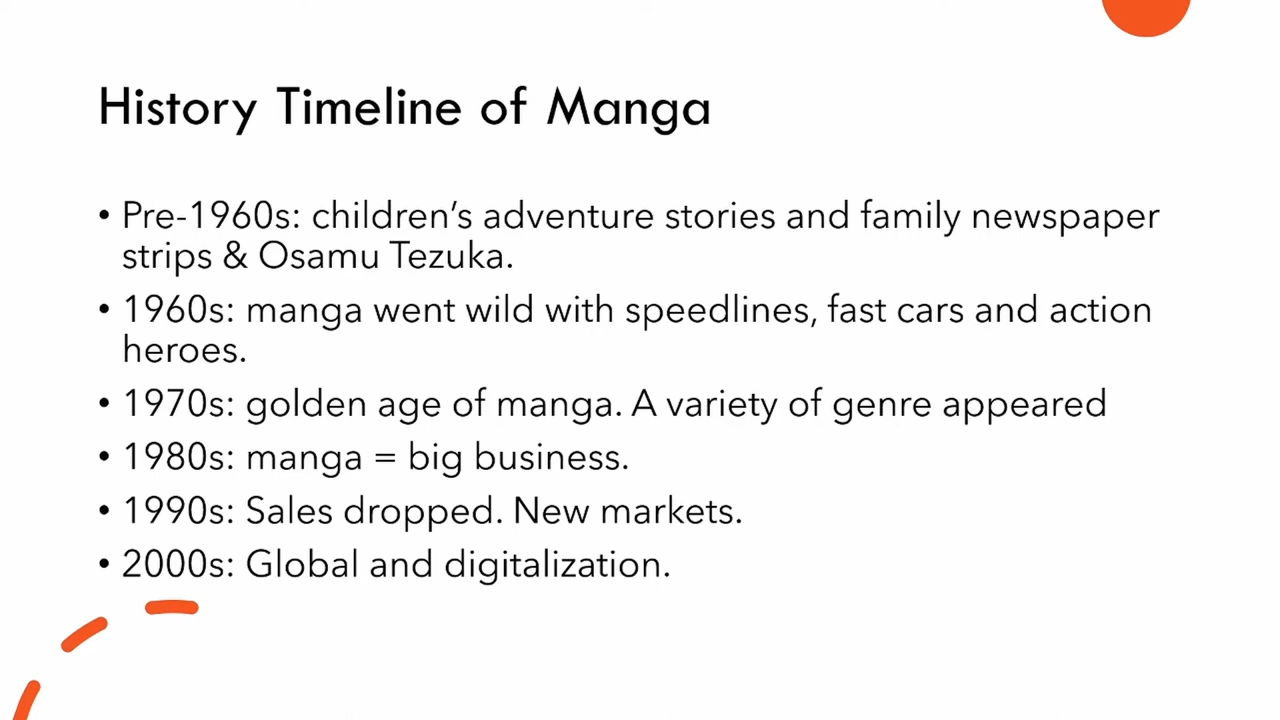 History Timeline of Manga
• Pre-1960s: children’s adventure stories and family newspaper
strips & Osamu Tezuka.
• 1960s: manga went wild with speedlines, fast cars and action
heroes.
• 1970s: golden age of manga. A variety of genre appeared
• 1980s: manga = big business.
• 1990s: Sales dropped. New markets.
• 2000s: Global and digitalization.